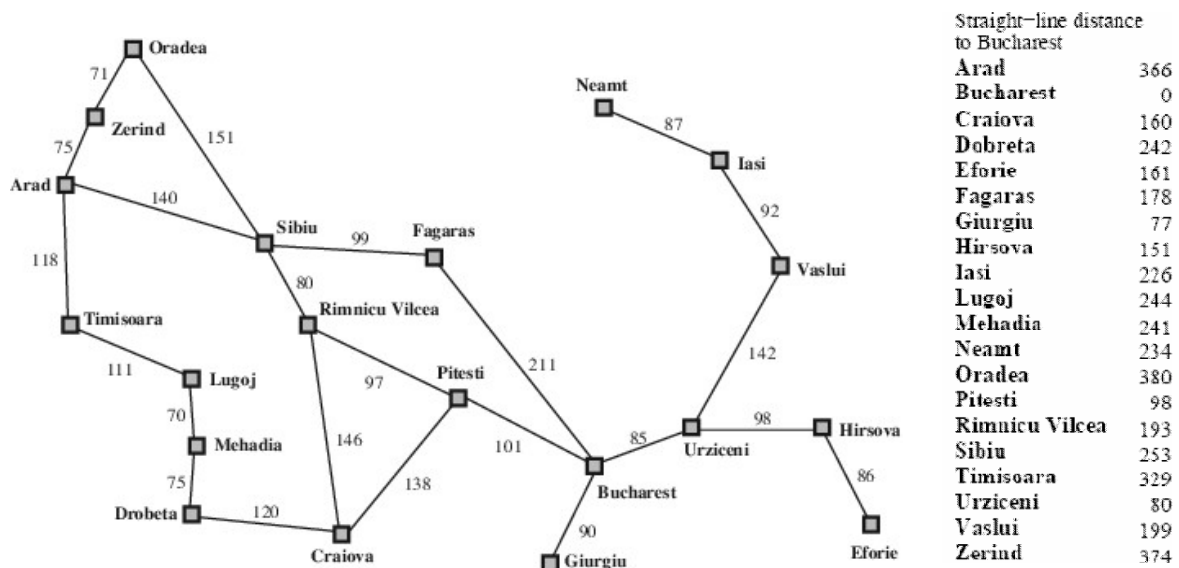 Oradea
71
Neamt
Zerind
87
151
75
Iasi
Arad
140
92
Sibiu
Fagaras
99
118
Vaslui
80
Rimnicu Vilcea
Timisoara
142
111
211
Lugoj
Pitesti
97
70
98
Hirsova
146
85
Urziceni
Mehadia
101
86
75
138
Bucharest
Drobeta
120
90
Craiova
Eforie
Giurgiu
Straight-line distance
to Bucharest
Arad 366
Bucharest 0
Craiova 160
Dobreta 242
Eforie 161
Fagaras 178
Giurgiu 77
Hirsova 151
Iasi 226
Lugoj 244
Mehadia 241
Neamt 234
Oradea 380
Pitesti 98
Rimnicu Vilcea 193
Sibiu 253
Timisoara 329
Urziceni 80
Vaslui 199
Zerind 374